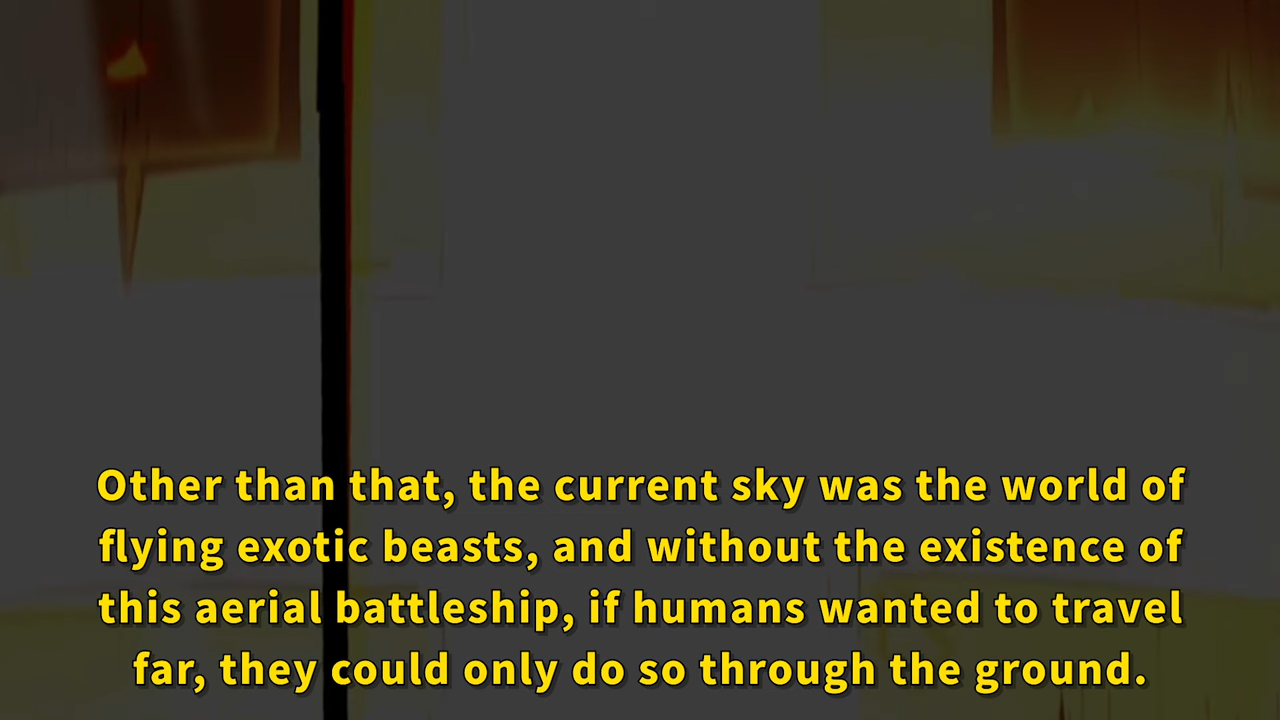 Other than that, the current sky was the world of
flying exotic beasts, and without the existence of
this aerial battleship, if humans wanted to travel
far, they could only do so through the ground.